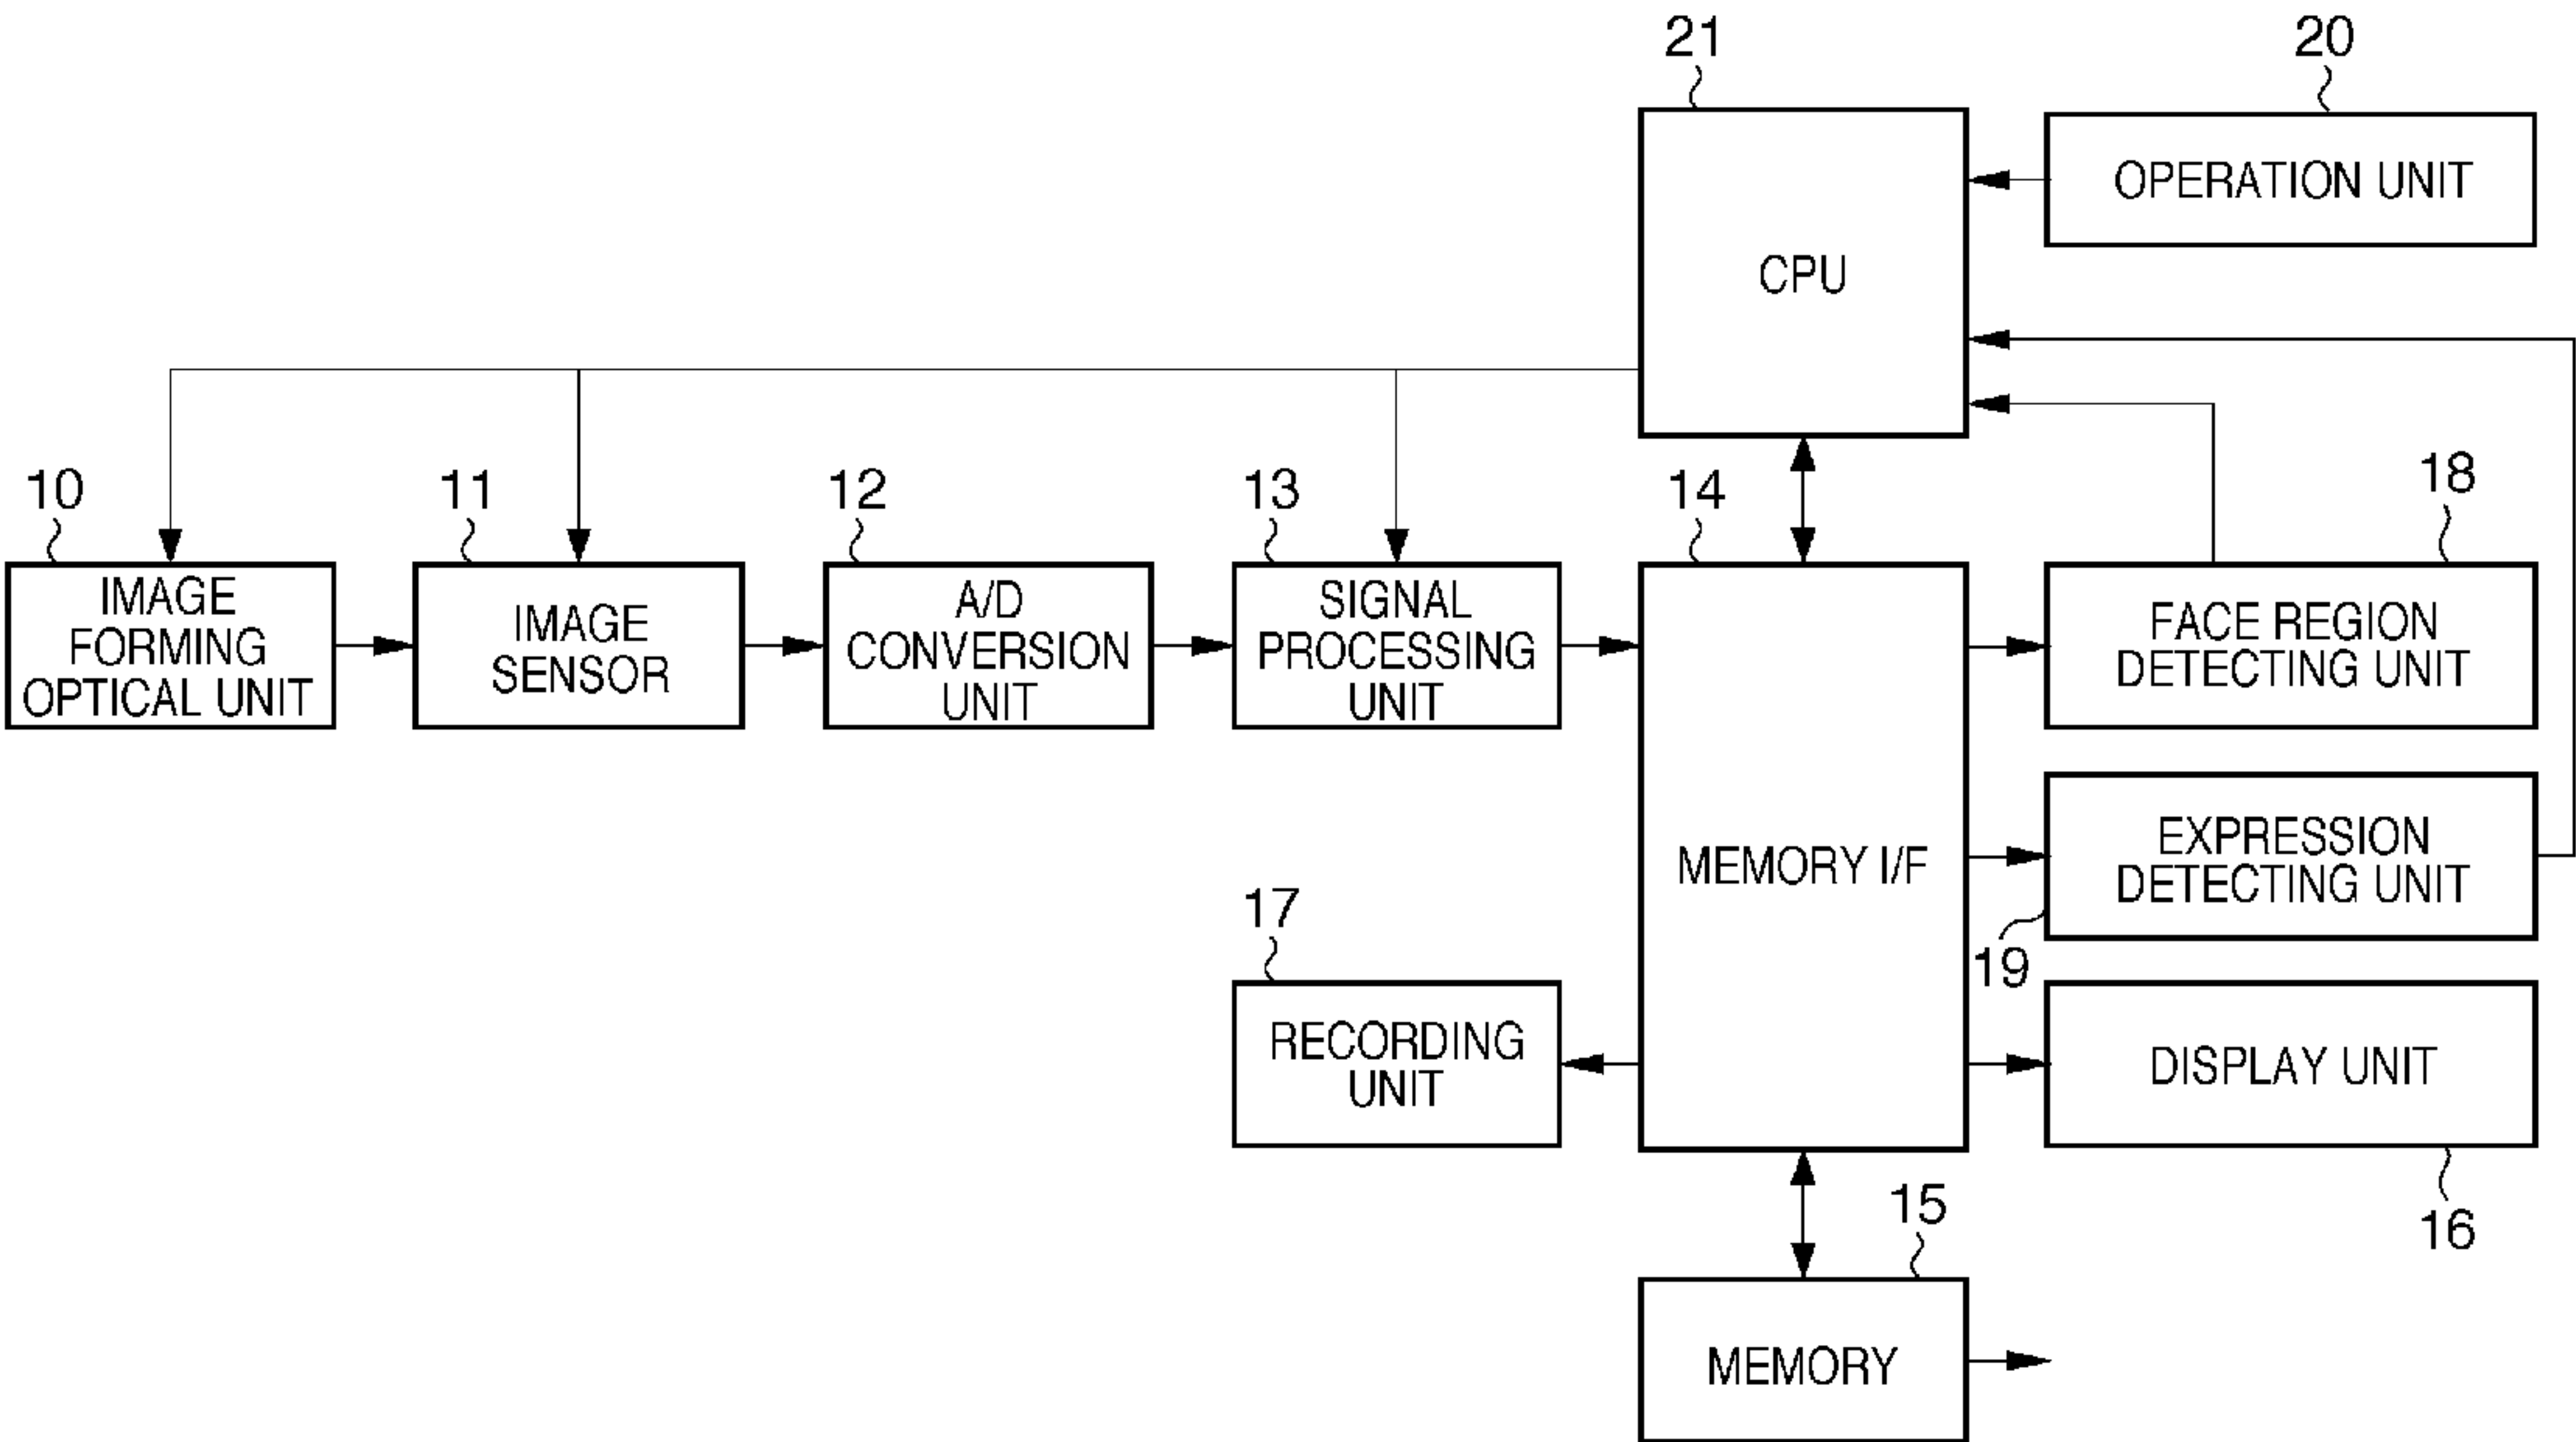 21
20
CPU
OPERATION UNIT
10
11
12
13
14
18
IMAGE
FORMING
OPTICAL UNIT
IMAGE
SENSOR
A/D
CONVERSION
UNIT
SIGNAL
PROCESSING
UNIT
MEMORY I/F
FACE REGION
DETECTING UNIT
EXPRESSION
DETECTING UNIT
19
17
RECORDING
UNIT
DISPLAY UNIT
16
15
MEMORY